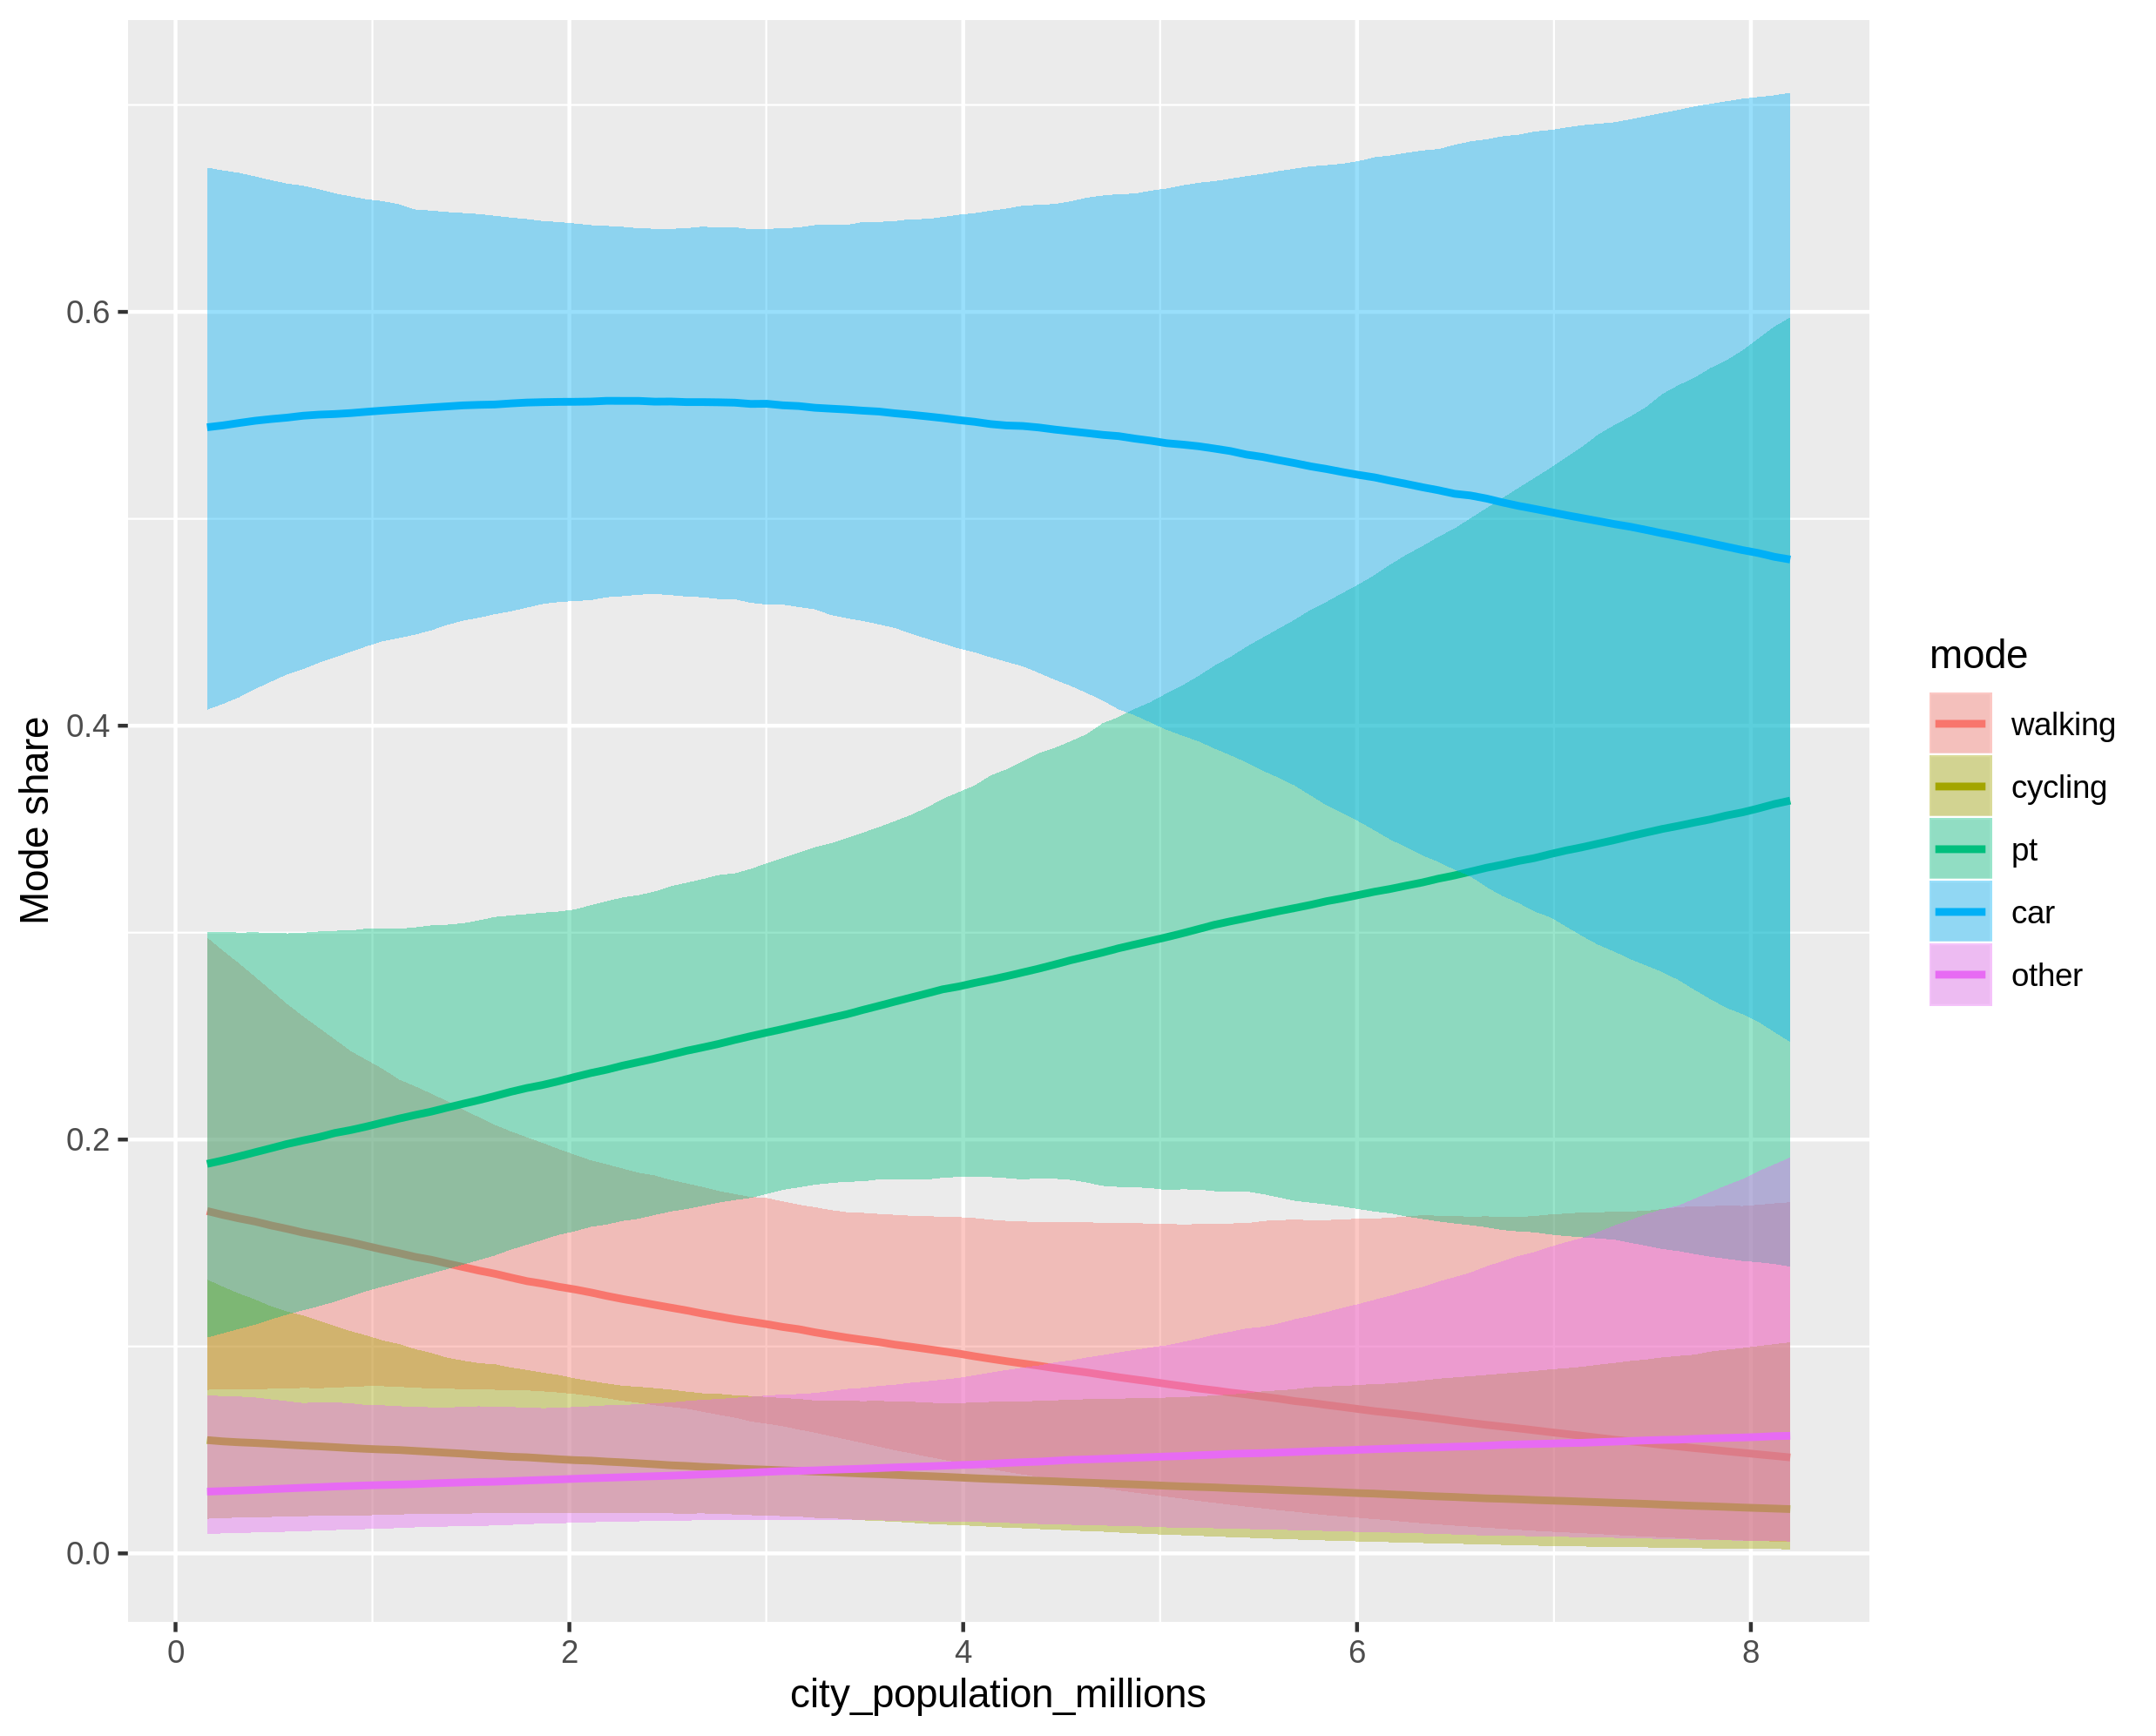 Mode share
0.6
0.4
0.2
0.0
0 2 4 6 8
city_population_millions
mode
walking
cycling
pt
car
other